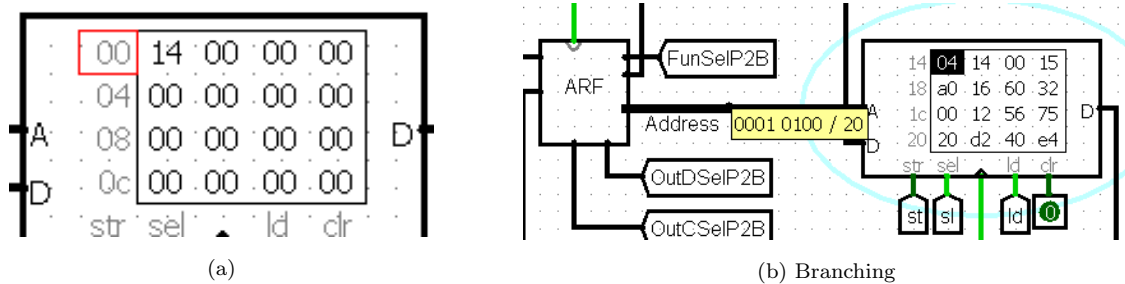 00 14 00 00 00
04 00 00 00 00
08 00 00 00 00
0c 00 00 00 00
A
D
D
str sel ld clr
(a)
ARF
FunSelP2B
Address
0001 0100 / 20
OutDSelP2B
OutCSelP2B
14 04 14 00 15
18 a0 16 60 32
1c 00 12 56 75
20 20 d2 40 e4
A
D
D
str sel ld clr
st sl ld 0
(b) Branching